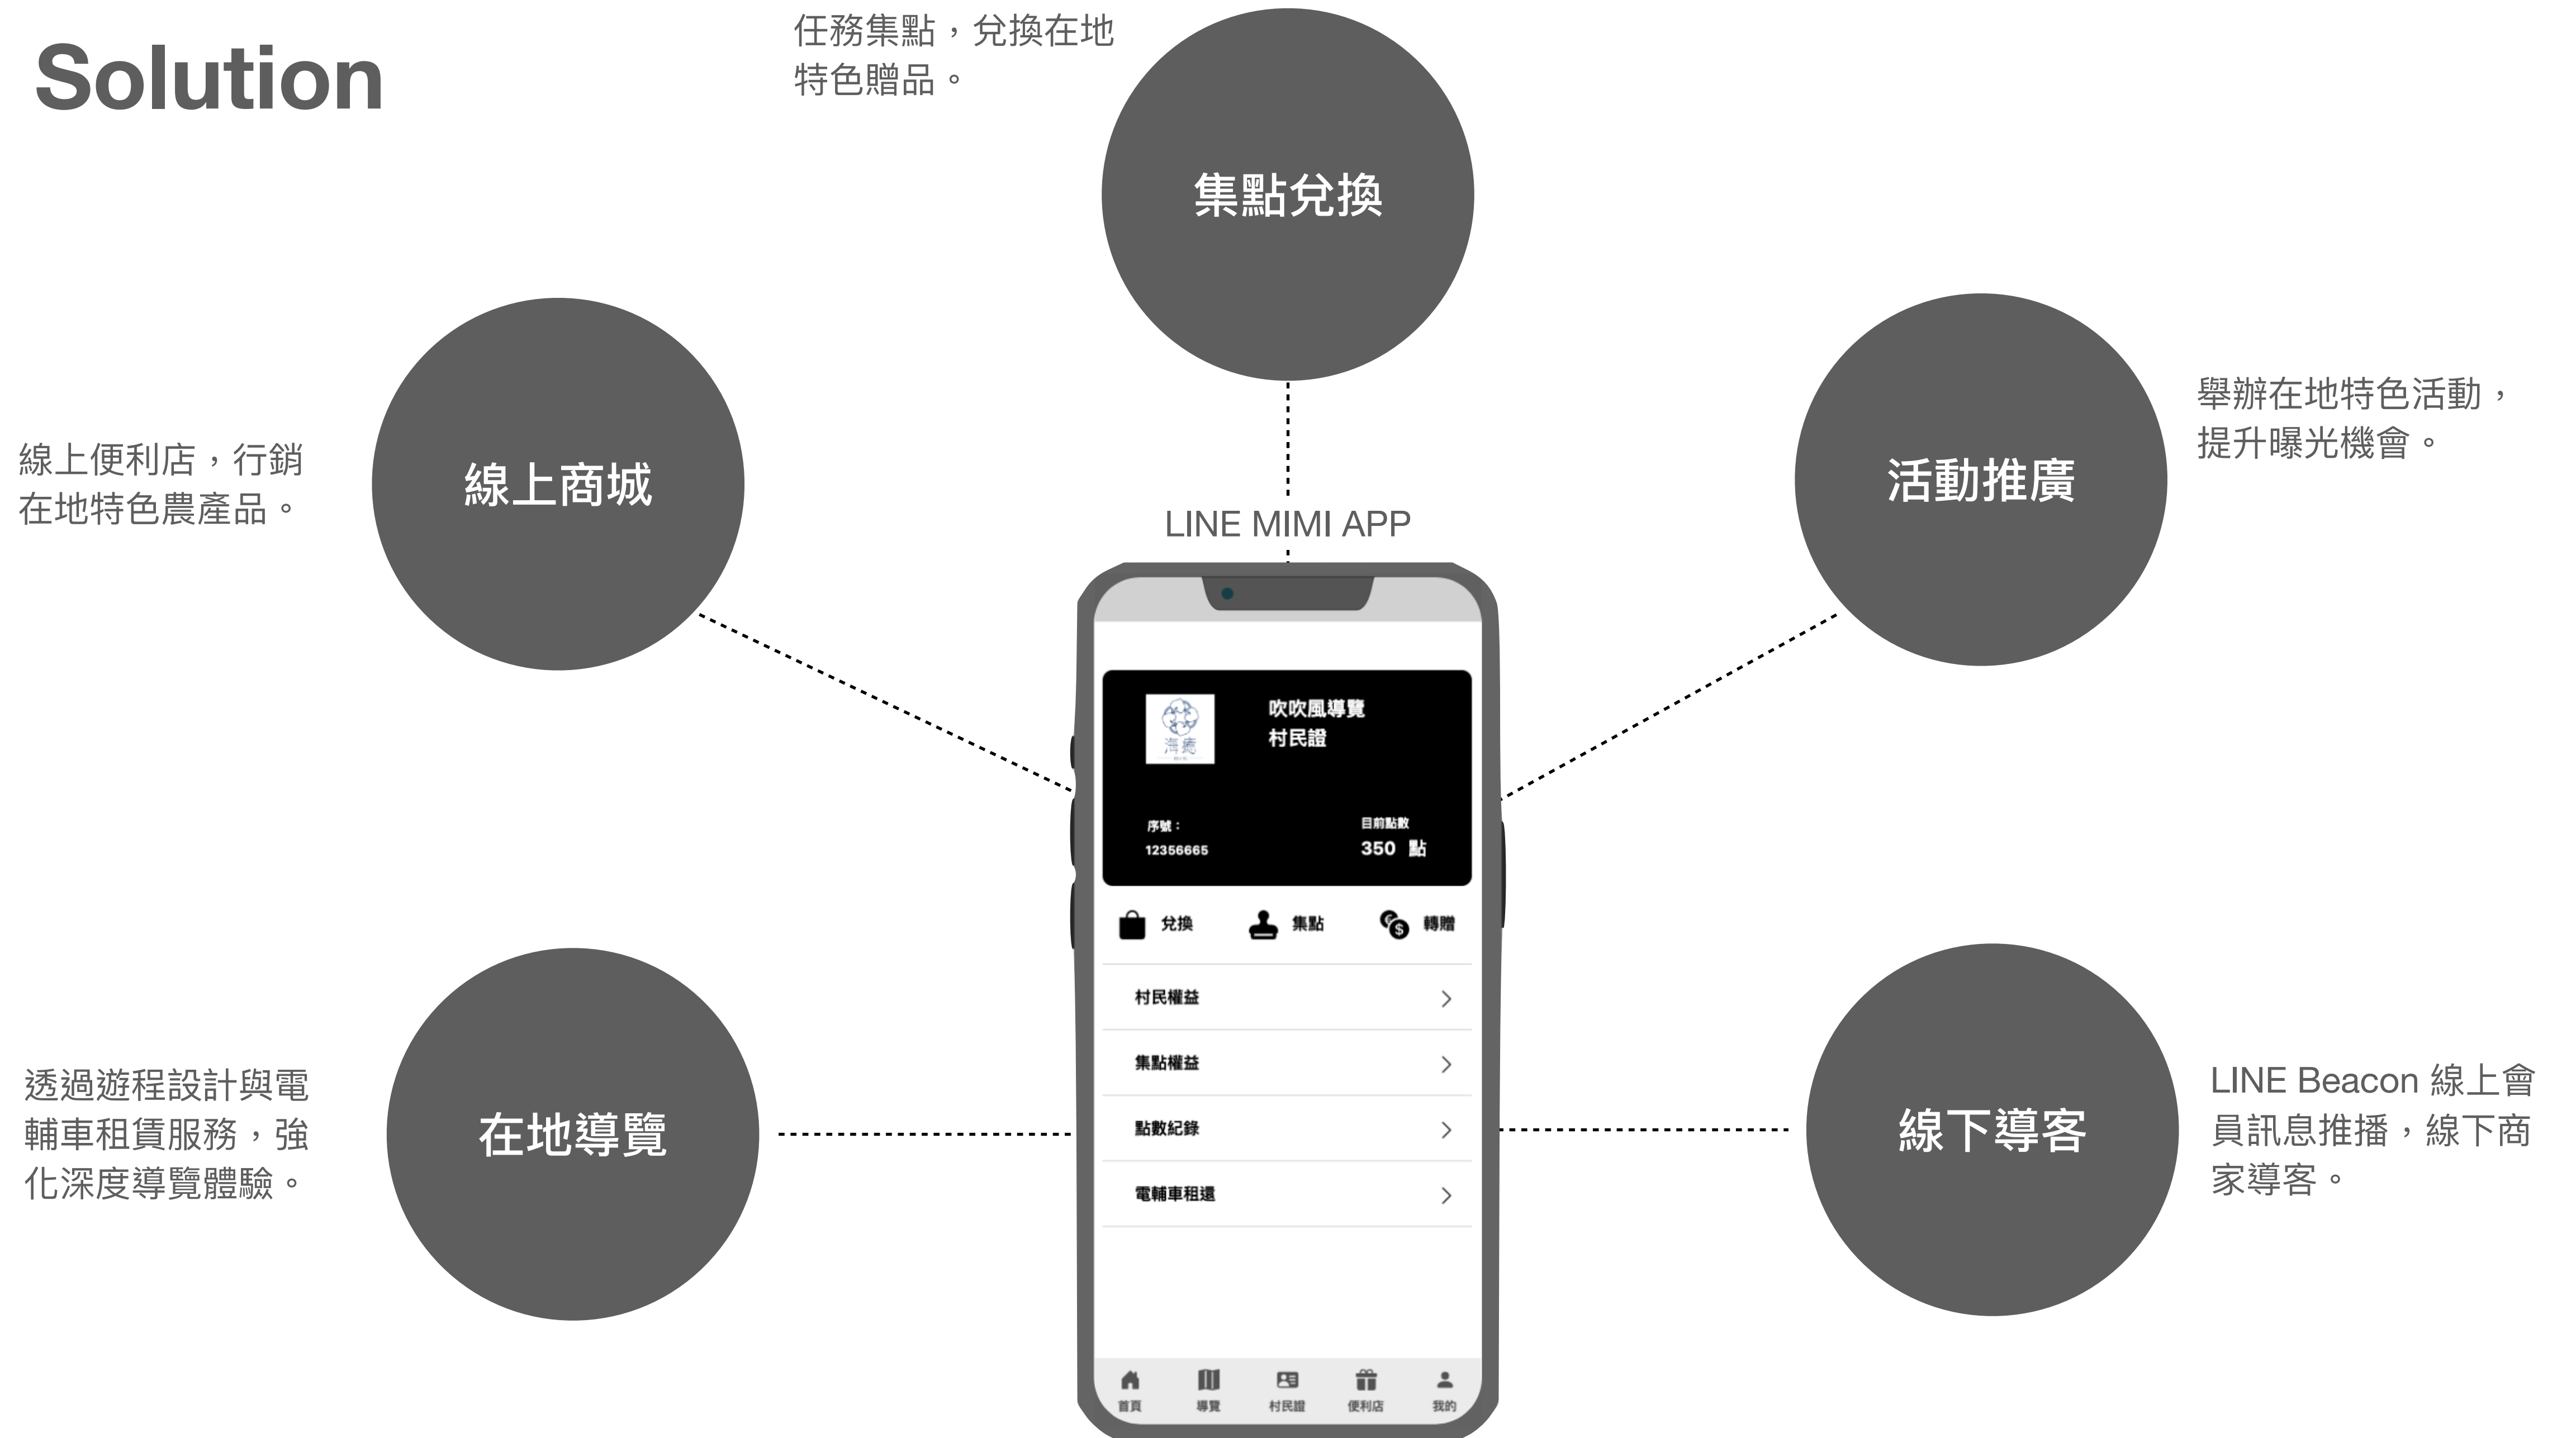 Solution
任務集點，兌換在地
特色贈品。
集點兌換
線上便利店，行銷
在地特色農產品。
線上商城
活動推廣
舉辦在地特色活動，
提升曝光機會。
LINE MIMI APP
海癒
吹吹風導覽
村民證
序號：
12356665
目前點數
350 點
兌換
集點
轉贈
村民權益
集點權益
點數紀錄
電輔車租還
首頁
導覽
村民證
便利店
我的
透過遊程設計與電
輔車租賃服務，強
化深度導覽體驗。
在地導覽
線下導客
LINE Beacon 線上會
員訊息推播，線下商
家導客。